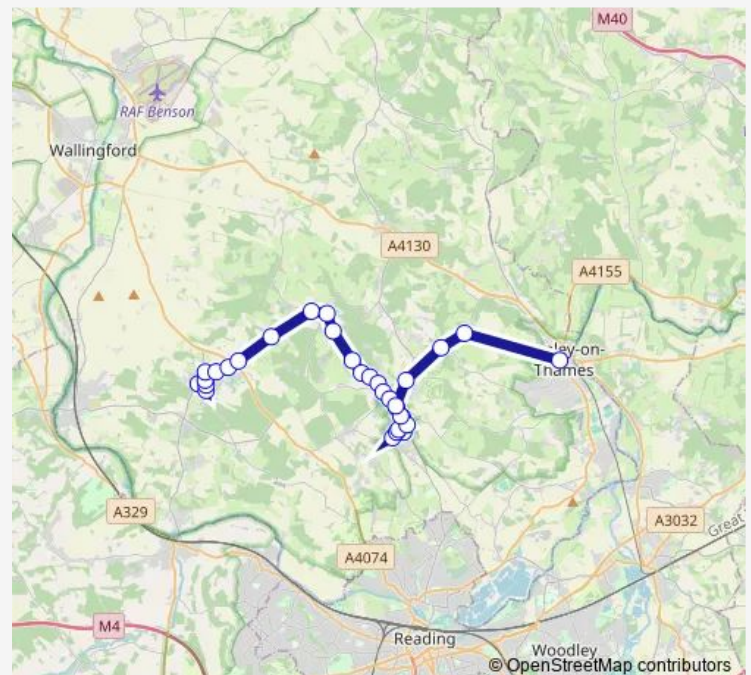 M40
RAF Benson
Wallingford
A4130
A4155
ley-on-
Thames
A329
A3032
Great
A4074
M4
Reading
Woodley
© OpenStreetMap contributors